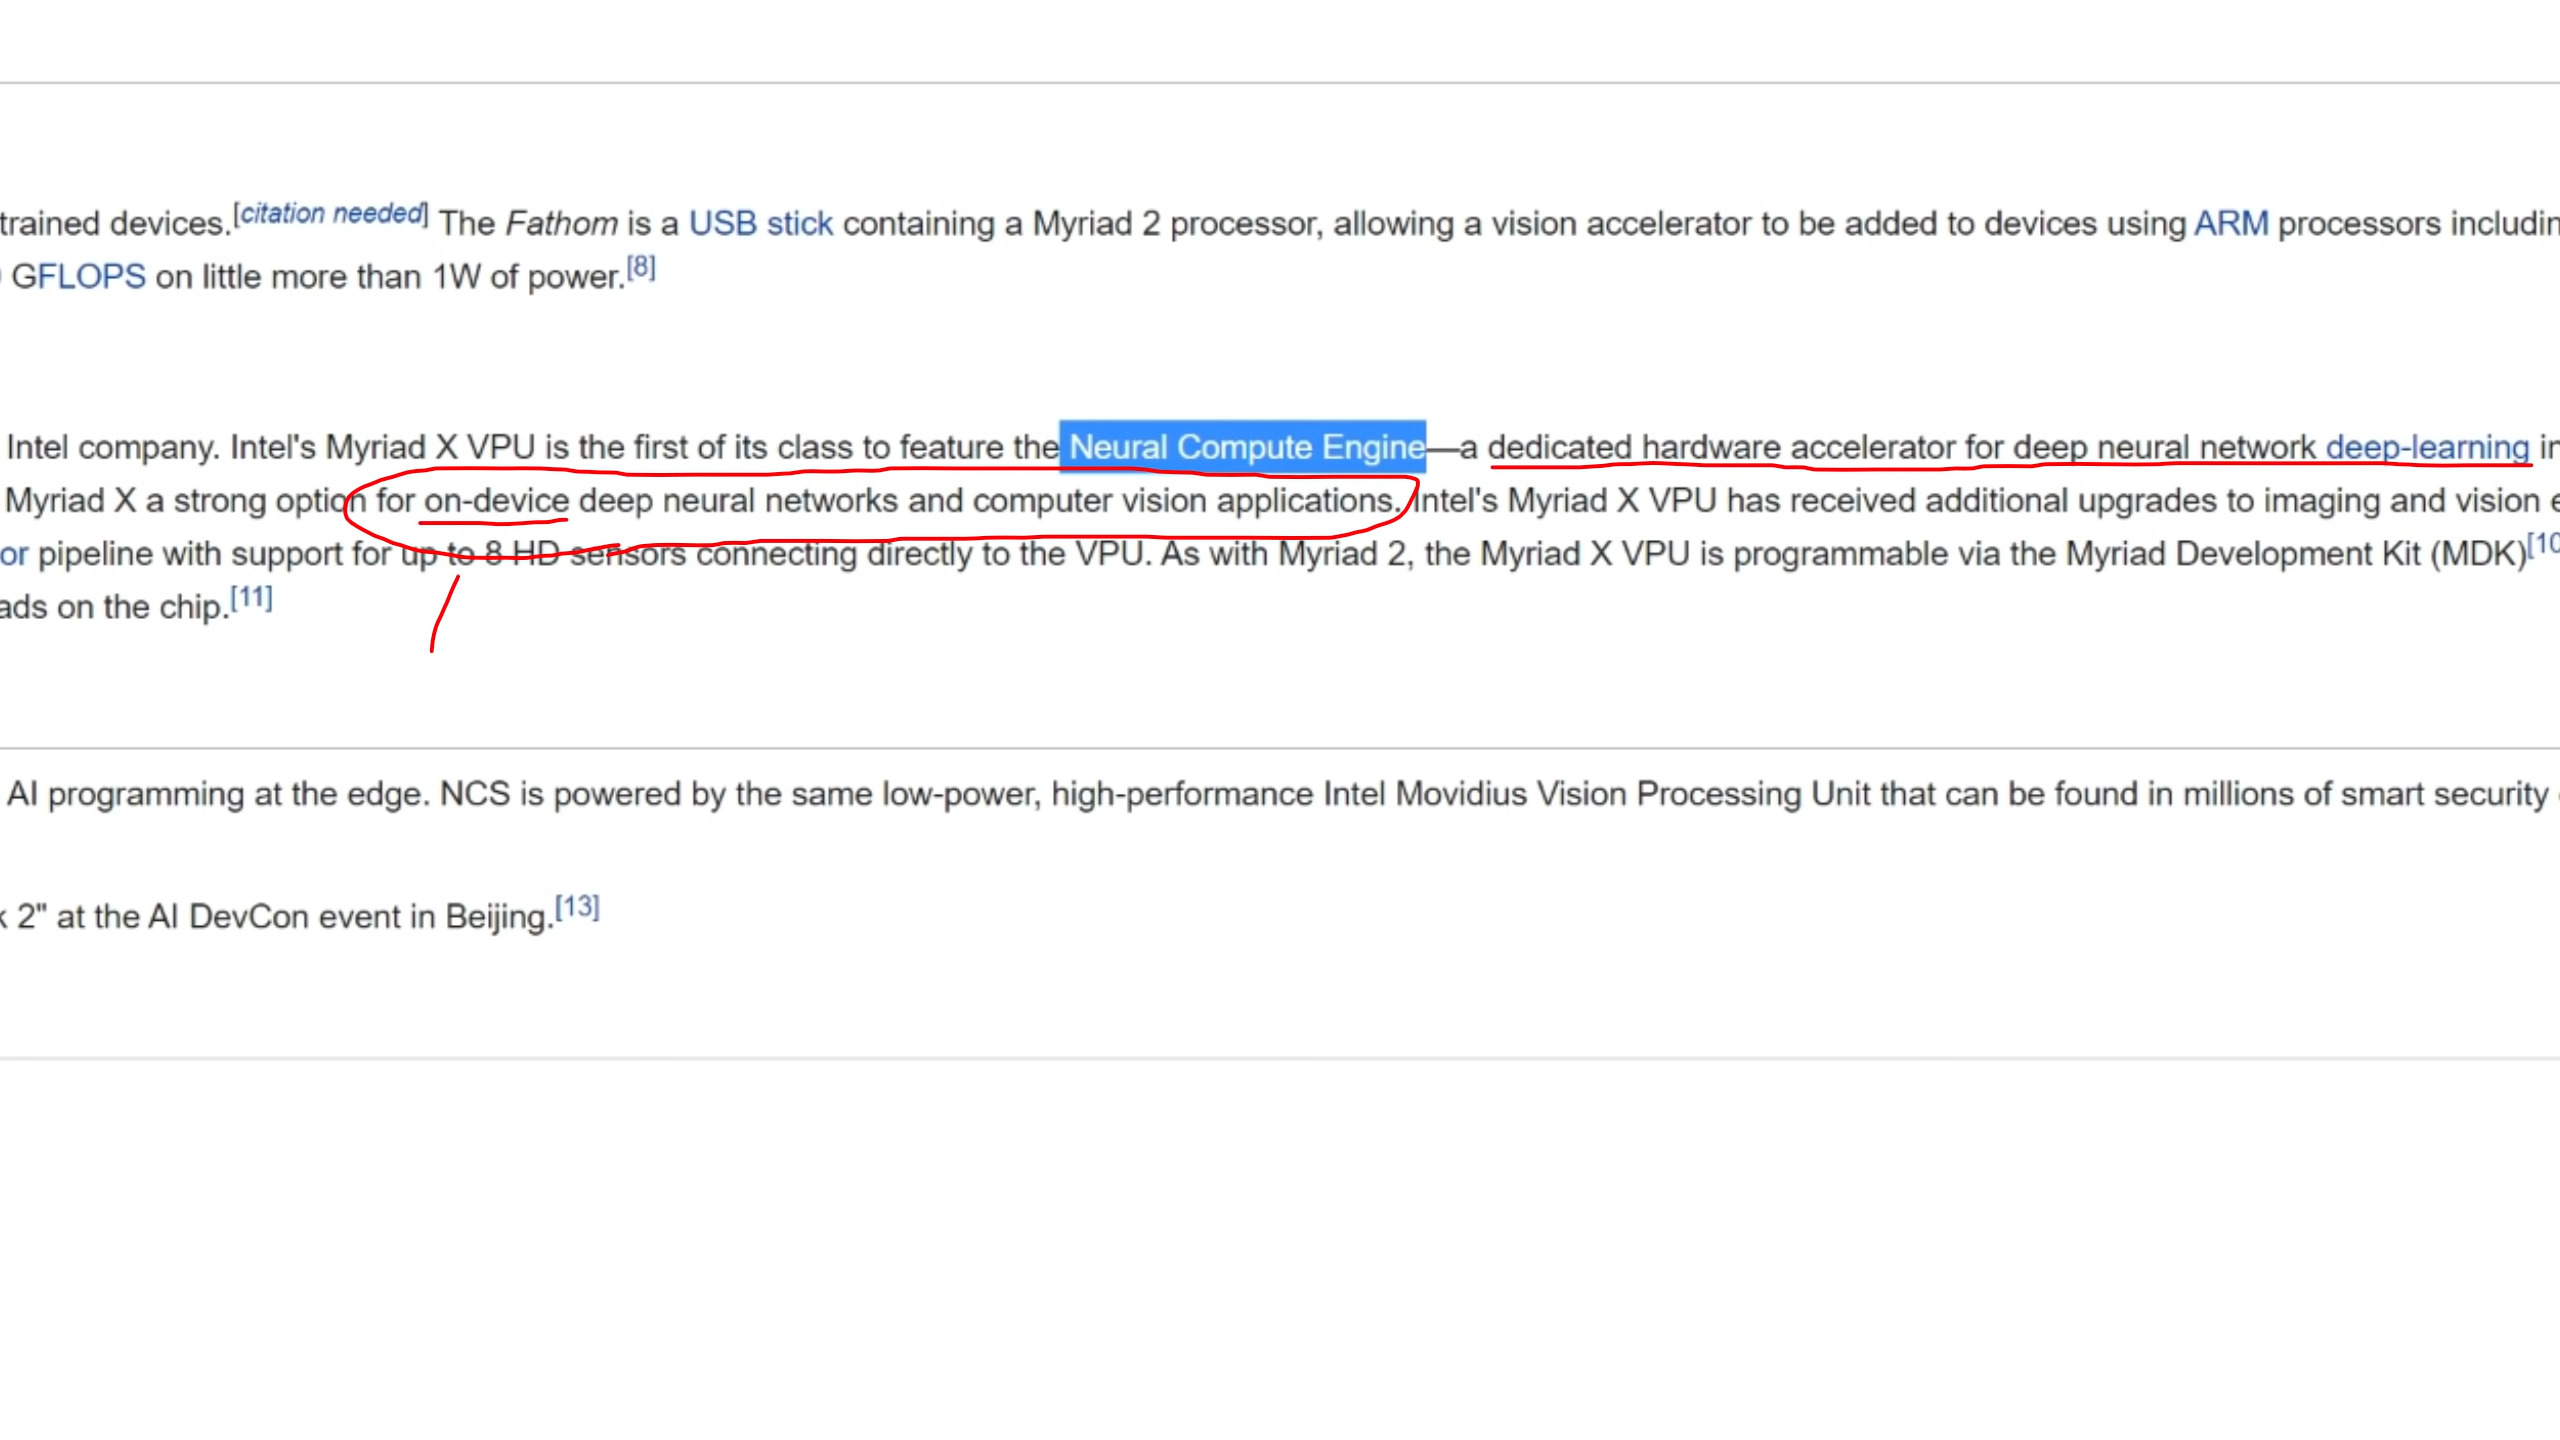 trained devices.[citation needed] The Fathom is a USB stick containing a Myriad 2 processor, allowing a vision accelerator to be added to devices using ARM processors includin
GFLOPS on little more than 1W of power.[8]
Intel company. Intel's Myriad X VPU is the first of its class to feature the Neural Compute Engine—a dedicated hardware accelerator for deep neural network deep-learning in
Myriad X a strong option for on-device deep neural networks and computer vision applications. Intel's Myriad X VPU has received additional upgrades to imaging and vision e
or pipeline with support for up to 8 HD sensors connecting directly to the VPU. As with Myriad 2, the Myriad X VPU is programmable via the Myriad Development Kit (MDK)[10
ads on the chip.[11]
AI programming at the edge. NCS is powered by the same low-power, high-performance Intel Movidius Vision Processing Unit that can be found in millions of smart security
k 2" at the AI DevCon event in Beijing.[13]